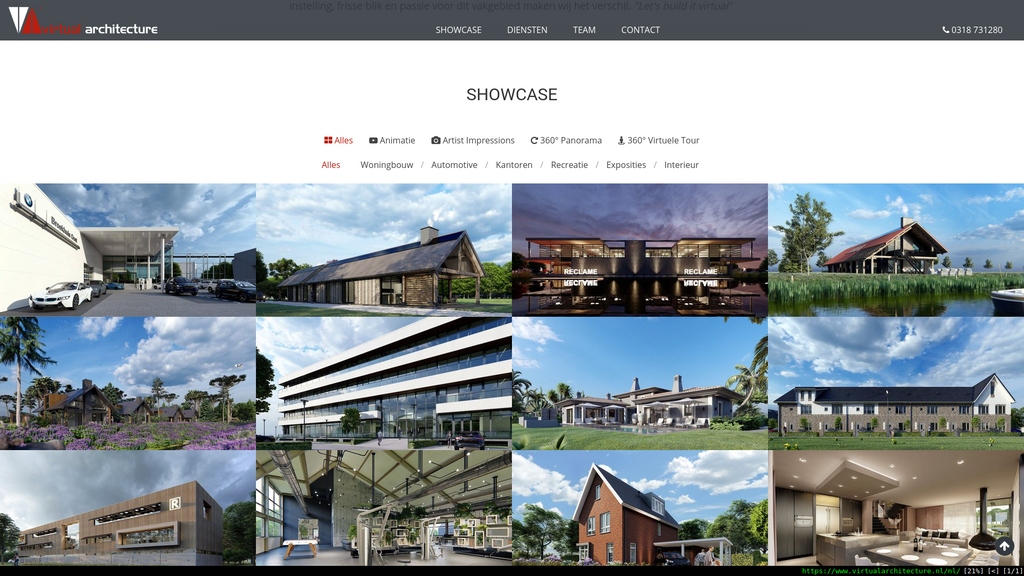 instelling, frisse blik en passie voor dit vakgebied maken wij het verschil. "Let's build it virtual"
virtual architecture
SHOWCASE
DIENSTEN
TEAM
CONTACT
0318 731280
SHOWCASE
Alles
Animatie
Artist Impressions
360° Panorama
360° Virtuele Tour
Alles
Woningbouw / Automotive / Kantoren / Recreatie / Exposities / Interieur
RECLAME
RECLAME
R
https://www.virtualarchitecture.nl/nl/ [21%] [<] [1/1]